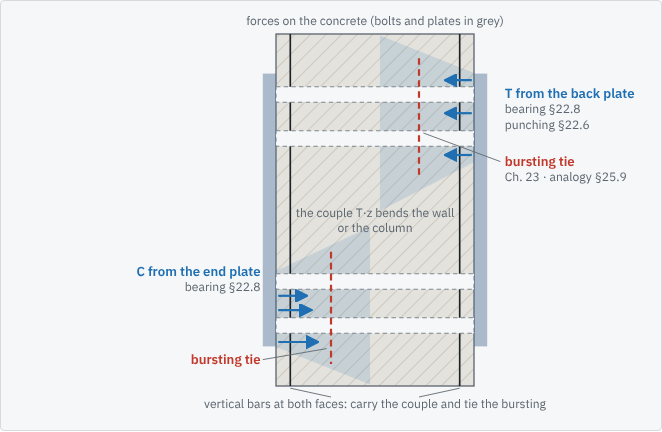 forces on the concrete (bolts and plates in grey)
T from the back plate
bearing §22.8
punching §22.6
bursting tie
Ch. 23 · analogy §25.9
the couple T·z bends the wall
or the column
C from the end plate
bearing §22.8
bursting tie
vertical bars at both faces: carry the couple and tie the bursting